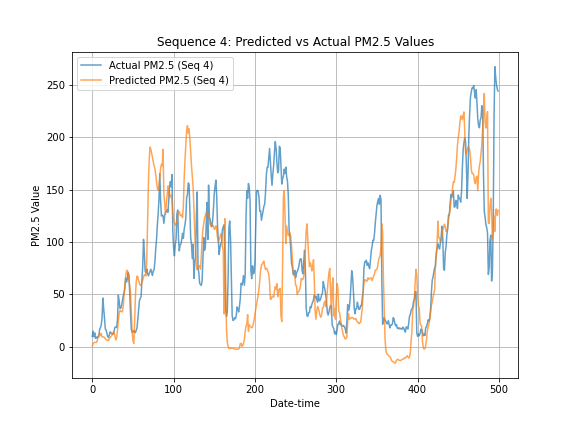 Sequence 4: Predicted vs Actual PM2.5 Values
Actual PM2.5 (Seq 4)
Predicted PM2.5 (Seq 4)
PM2.5 Value
250
200
150
100
50
0
0 100 200 300 400 500
Date-time